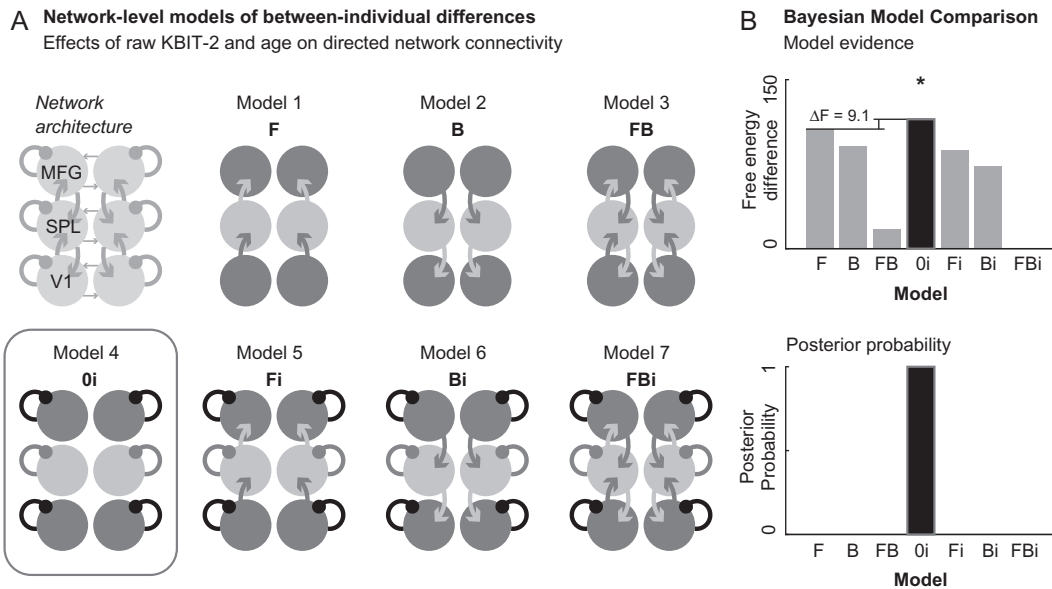 A Network-level models of between-individual differences
Effects of raw KBIT-2 and age on directed network connectivity
Network
architecture
MFG
SPL
V1
Model 1
F
Model 2
B
Model 3
FB
Model 4
0i
Model 5
Fi
Model 6
Bi
Model 7
FBi
B Bayesian Model Comparison
Model evidence
Free energy
difference
150
0
ΔF = 9.1
*
F B FB 0i Fi Bi FBi
Model
Posterior probability
Posterior
Probability
1
0
F B FB 0i Fi Bi FBi
Model